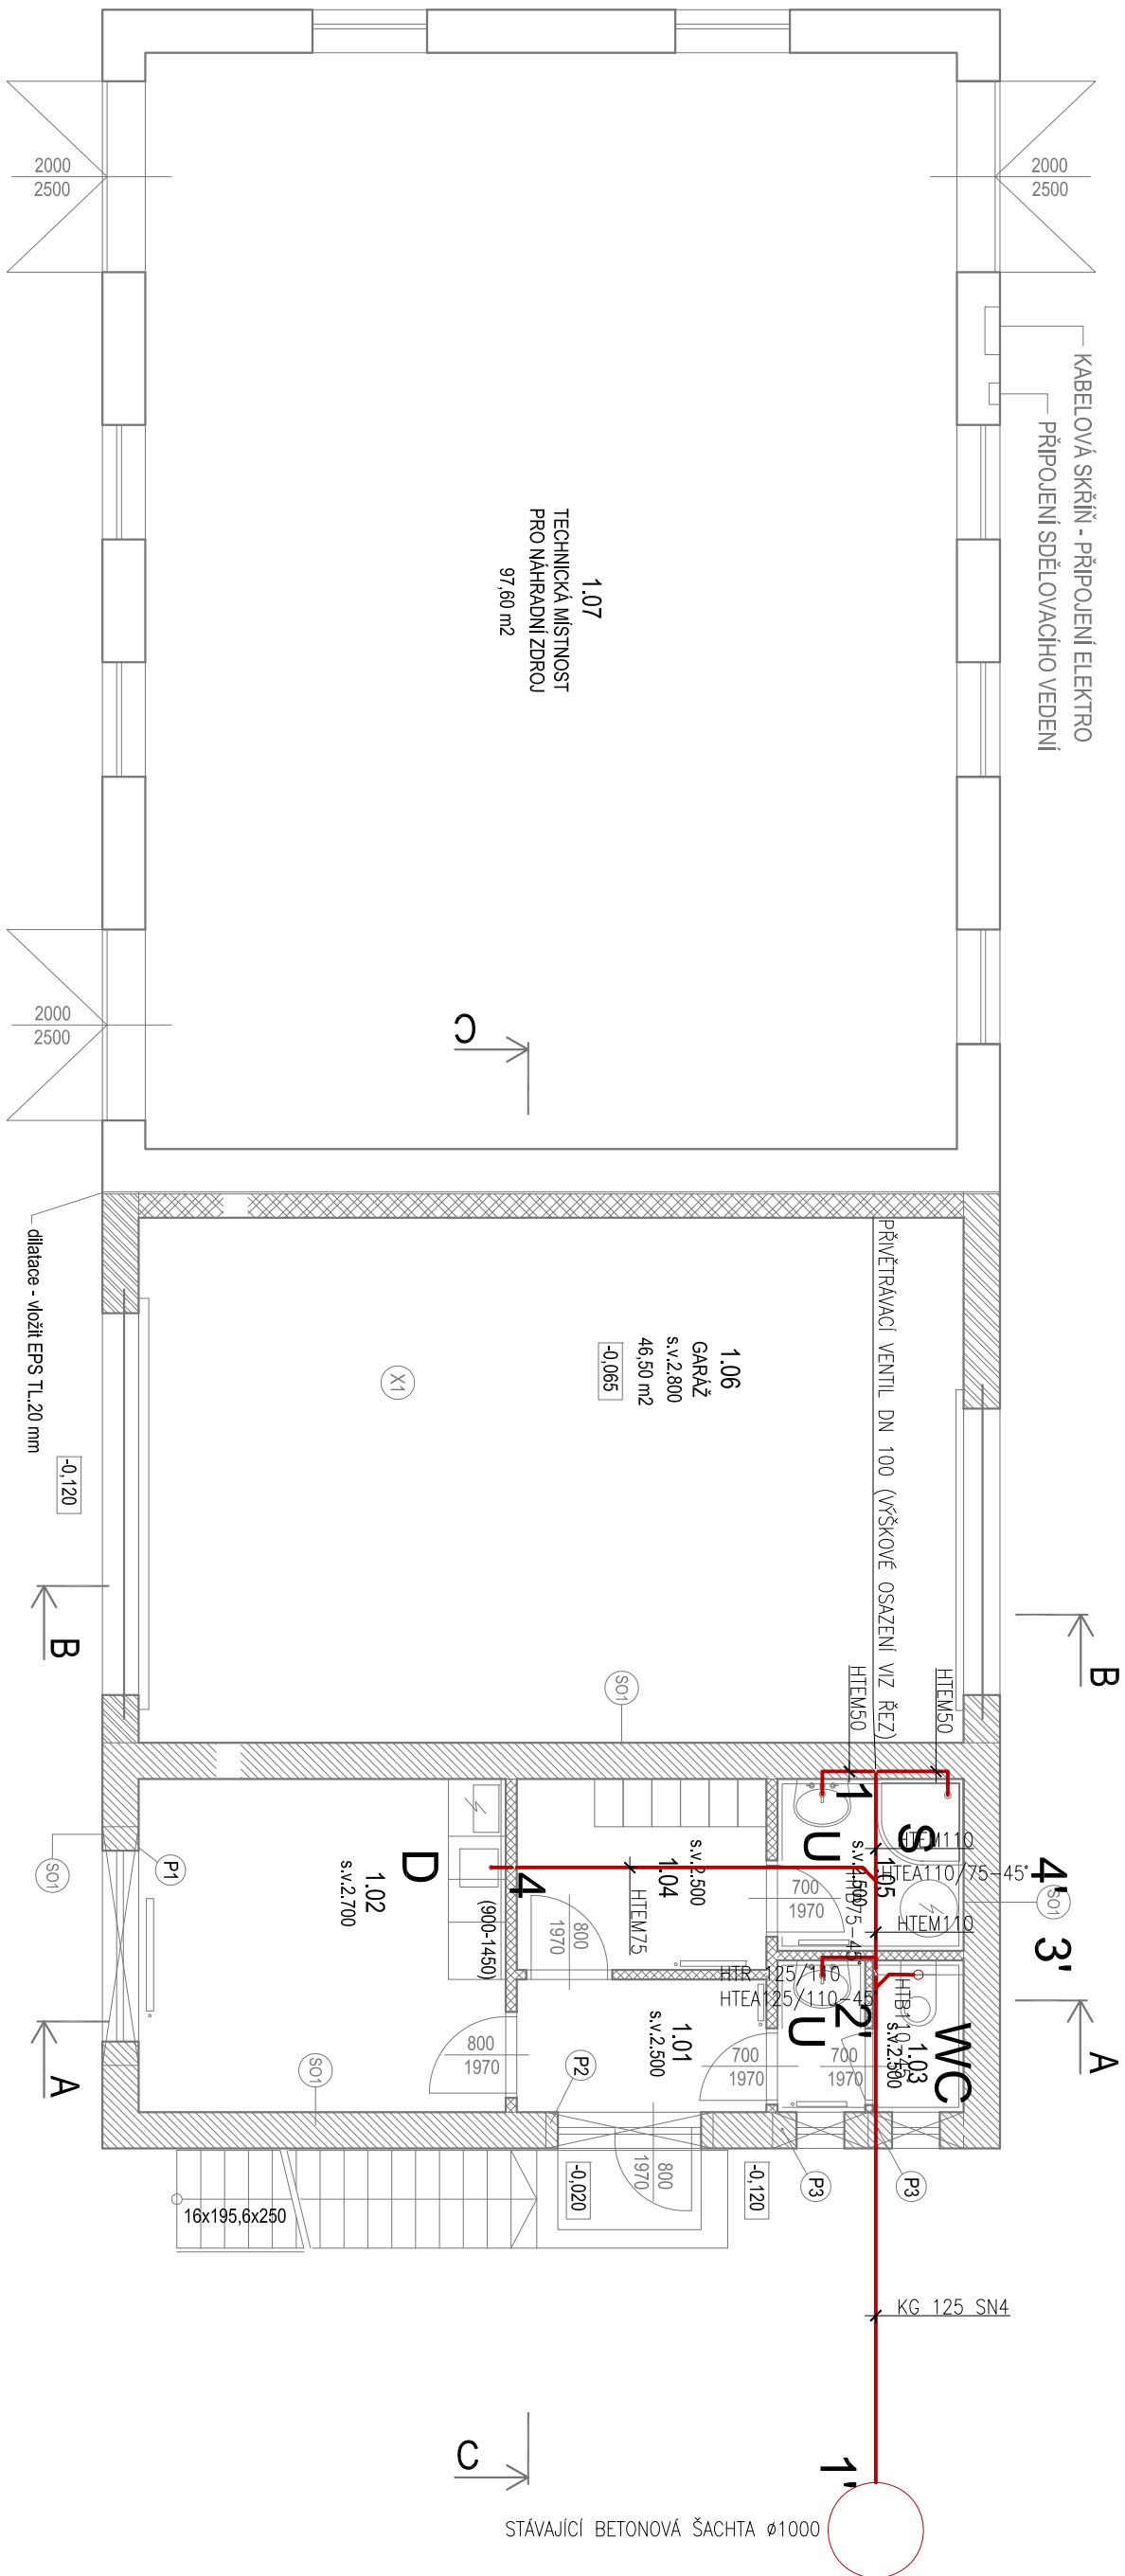 2000
2500
2000
2500
KABELOVÁ SKŘÍŇ - PŘIPOJENÍ ELEKTRO
PŘIPOJENÍ SDĚLOVACÍHO VEDENÍ
1.07
TECHNICKÁ MÍSTNOST
PRO NÁHRADNÍ ZDROJ
97,60 m2
2000
2500
C
dilatace - vložit EPS TL.20 mm
-0,120
PŘIVĚTRÁVACÍ VENTIL DN 100 (VÝŠKOVÉ OSAZENÍ VIZ ŘEZ)
1.06
GARÁŽ
s.v.2.800
46,50 m2
-0,065
X1
B
B
SO1
HTEM50
HTEM50
1
U
S
HTEM110
HTEA110/75-45°
1.05
4'
SO1
3'
HTEM110
700
1970
s.v.2.500
1.04
HTEM75
4
D
1.02
s.v.2.700
(900-1450)
800
1970
P1
SO1
HTR 125/110
HTEA125/110-45°
2'
U
WC
1.03
s.v.2.500
1.01
s.v.2.500
700
1970
700
1970
800
1970
A
A
SO1
P2
P3
P3
800
1970
-0,020
-0,120
16x195,6x250
KG 125 SN4
C
1'
STÁVAJÍCÍ BETONOVÁ ŠACHTA ø1000